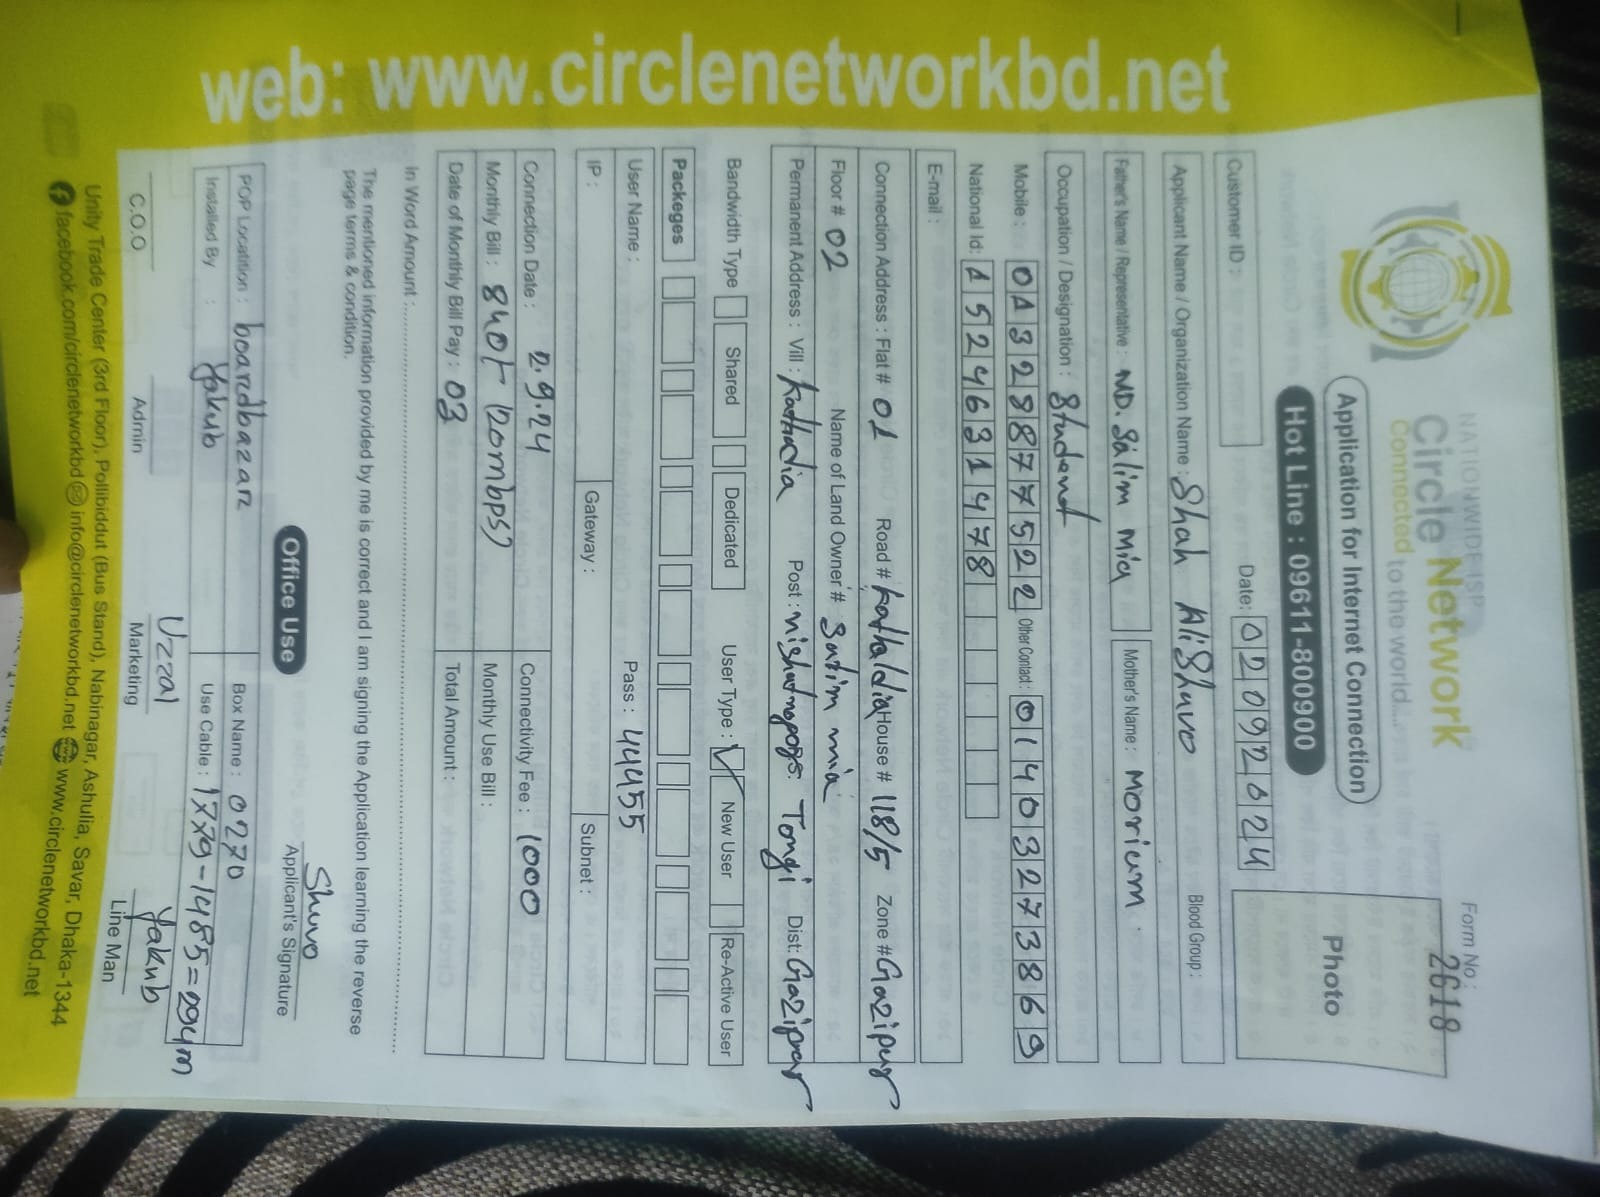 NATIONWIDE ISP
Circle Network
Connected to the world...
Form No.:
2618
Application for Internet Connection
Hot Line : 09611-800900
Photo
Date: 02092024
Customer ID :
Applicant Name / Organization Name : Shah Ali Shuvo Blood Group :
Father's Name / Representative : MD. Salim Mia Mother's Name : Morium
Occupation / Designation : Student
Mobile : 01328877522 Other Contact : 01403273869
National Id: 1524631478
E-mail :
Connection Address : Flat # 01 Road # Kathaldia House # 118/5 Zone # Gazipur
Floor # 02 Name of Land Owner # Salim mia
Permanent Address : Vill : Post : Tongi Dist: Gazipur
Bandwidth Type Shared Dedicated User Type : ✓ New User Re-Active User
Packeges
User Name : Pass : 44455
IP : Gateway : Subnet :
Connection Date : 2.9.24 Connectivity Fee : 1000
Monthly Bill : 840t (20mbps) Monthly Use Bill :
Date of Monthly Bill Pay : 03 Total Amount :
In Word Amount :
The mentioned information provided by me is correct and I am signing the Application learning the reverse
page terms & condition.
Shuvo
Applicant's Signature
Office Use
POP Locatition : boardbazar Box Name : 0270
Installed By : Yakub Use Cable : 1779-1485=294m
Uzzal Yakub
C.O.O Admin Marketing Line Man
Unity Trade Center (3rd Floor), Pollibiddut (Bus Stand), Nabinagar, Ashulia, Savar, Dhaka-1344
facebook.com/circlenetworkbd info@circlenetworkbd.net www.circlenetworkbd.net
web: www.circlenetworkbd.net